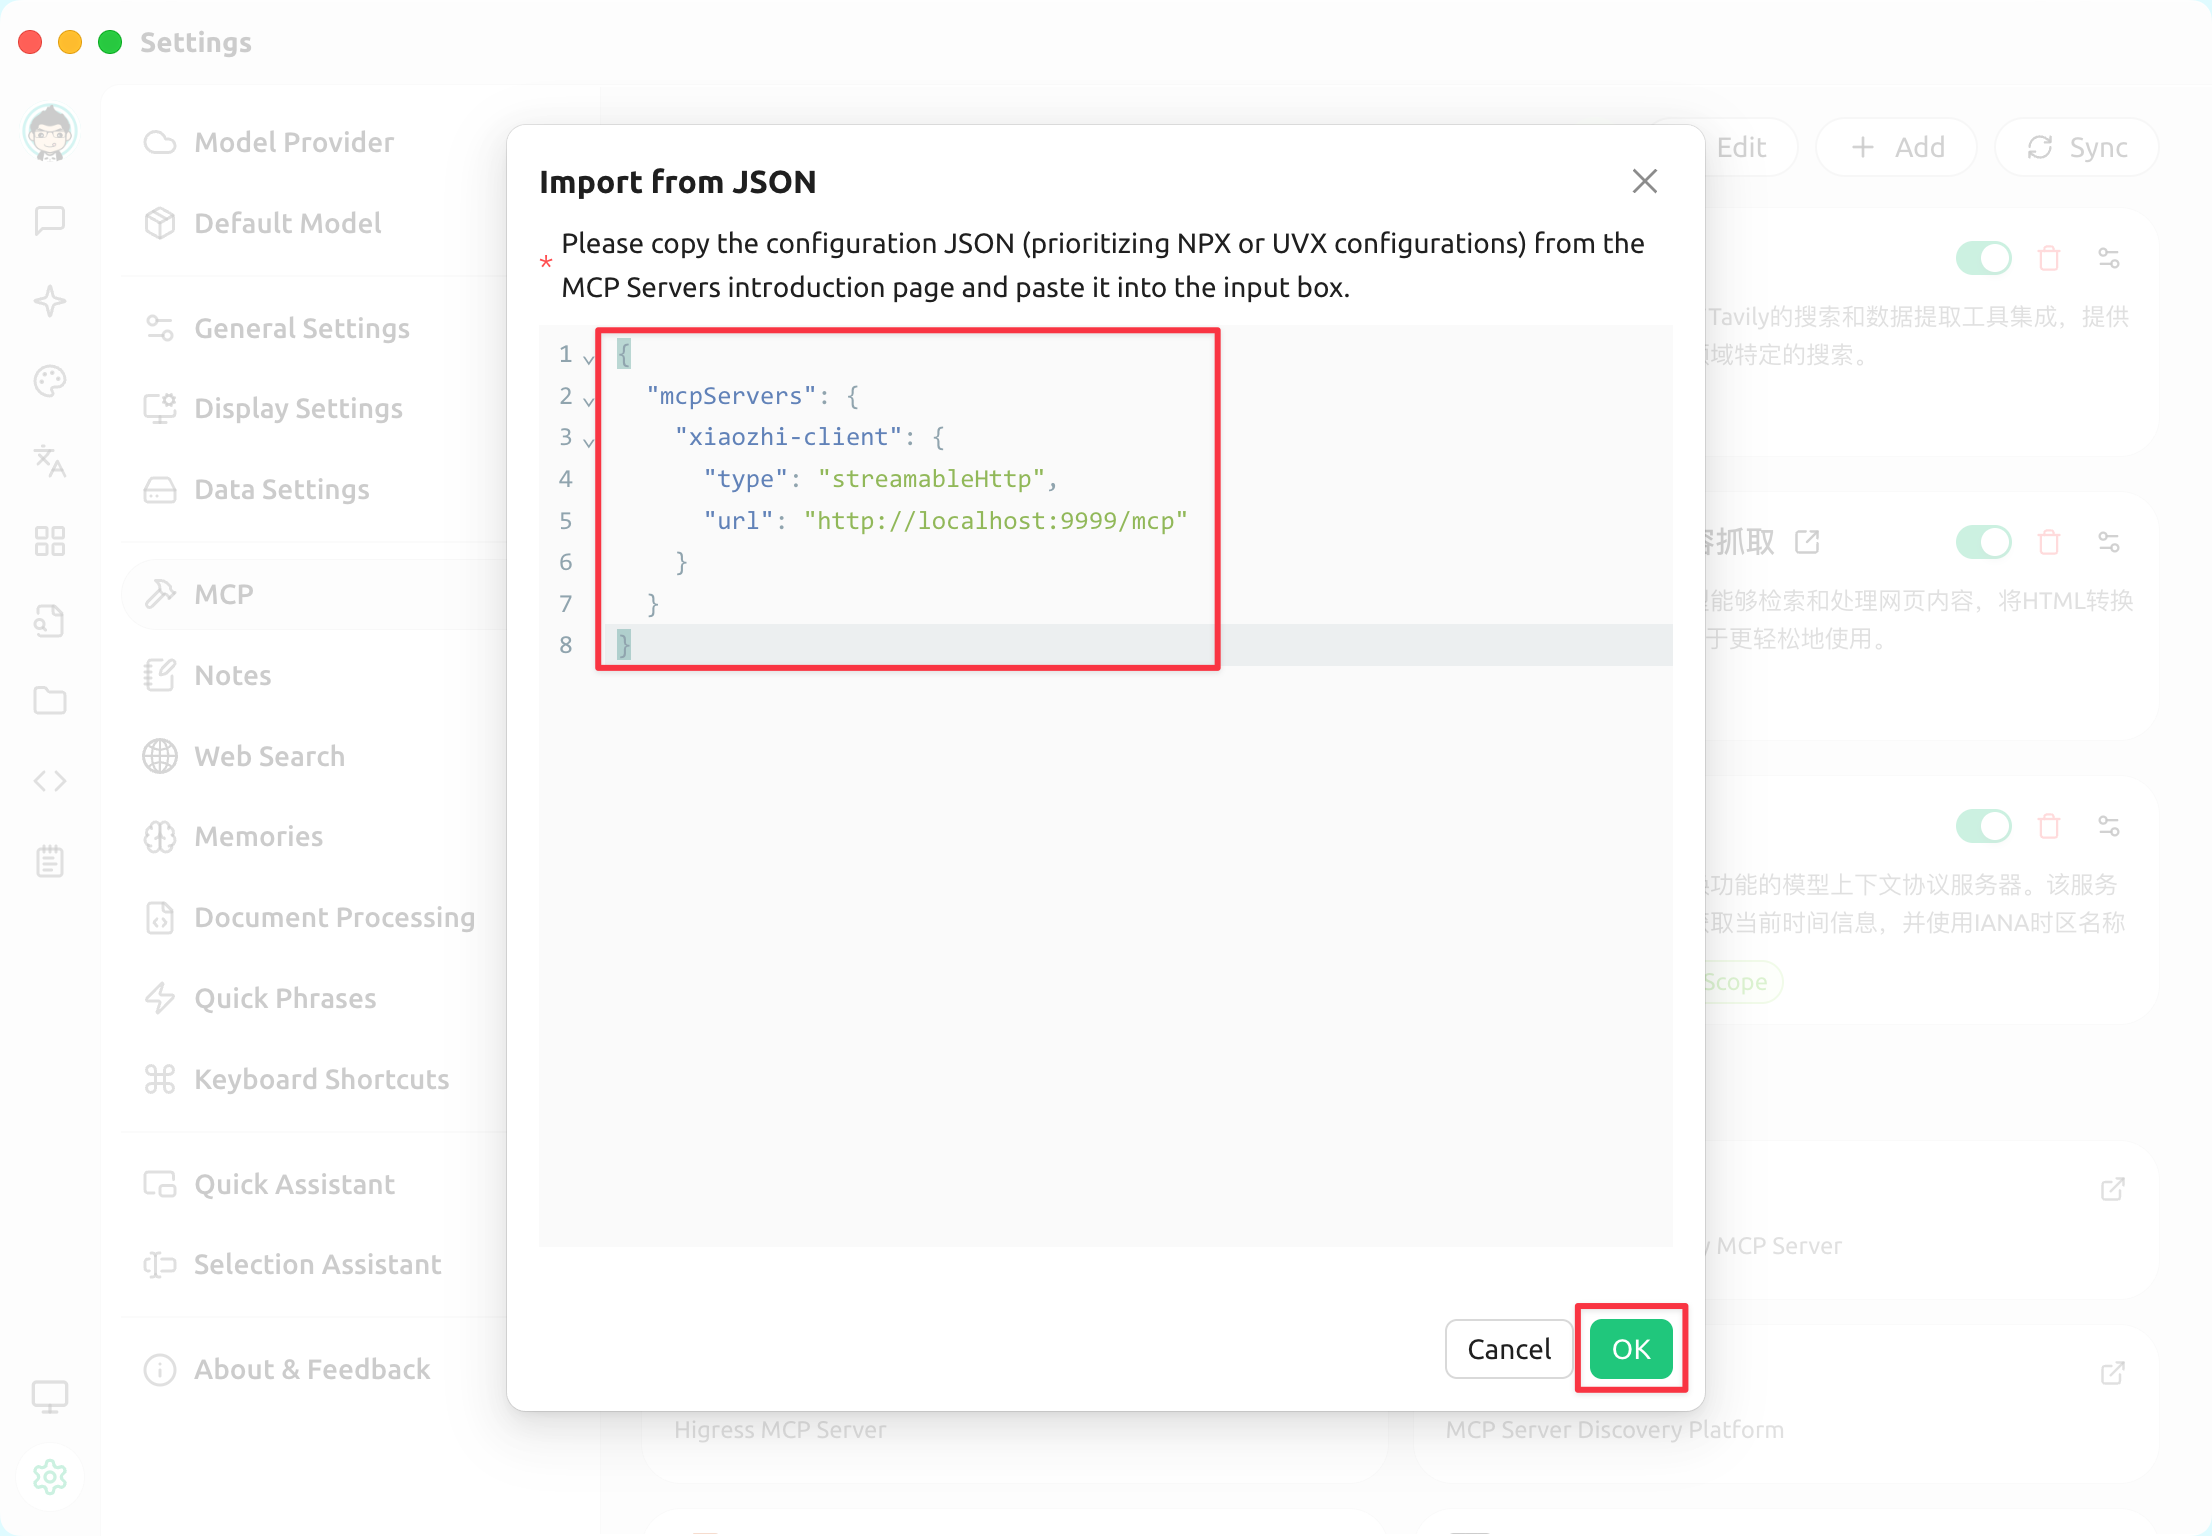 Settings
Model Provider
Default Model
General Settings
Display Settings
Data Settings
MCP
Notes
Web Search
Memories
Document Processing
Quick Phrases
Keyboard Shortcuts
Quick Assistant
Selection Assistant
About & Feedback
Edit
Add
Sync
Import from JSON
* Please copy the configuration JSON (prioritizing NPX or UVX configurations) from the
MCP Servers introduction page and paste it into the input box.
1 {
2 "mcpServers": {
3 "xiaozhi-client": {
4 "type": "streamableHttp",
5 "url": "http://localhost:9999/mcp"
6 }
7 }
8 }
Cancel
OK
Tavily的搜索和数据提取工具集成，提供
域特定的搜索。
抓取
能够检索和处理网页内容，将HTML转换
于更轻松地使用。
功能的模型上下文协议服务器。该服务
取当前时间信息，并使用IANA时区名称
Scope
MCP Server
Higress MCP Server
MCP Server Discovery Platform